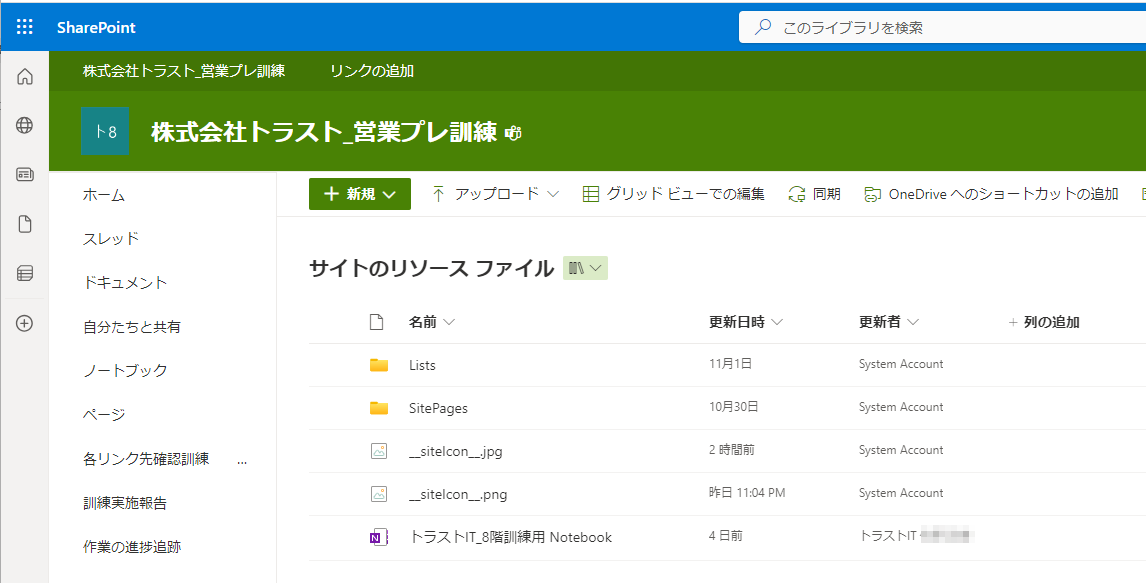 SharePoint
このライブラリを検索
株式会社トラスト_営業プレ訓練 リンクの追加
ト8
株式会社トラスト_営業プレ訓練
ホーム
スレッド
ドキュメント
自分たちと共有
ノートブック
ページ
各リンク先確認訓練 ...
訓練実施報告
作業の進捗追跡
+ 新規 アップロード グリッド ビューでの編集 同期 OneDrive へのショートカットの追加
サイトのリソース ファイル
名前 更新日時 更新者 + 列の追加
Lists 11月1日 System Account
SitePages 10月30日 System Account
__siteIcon__.jpg 2 時間前 System Account
__siteIcon__.png 昨日 11:04 PM System Account
トラストIT_8階訓練用 Notebook 4 日前 トラストIT